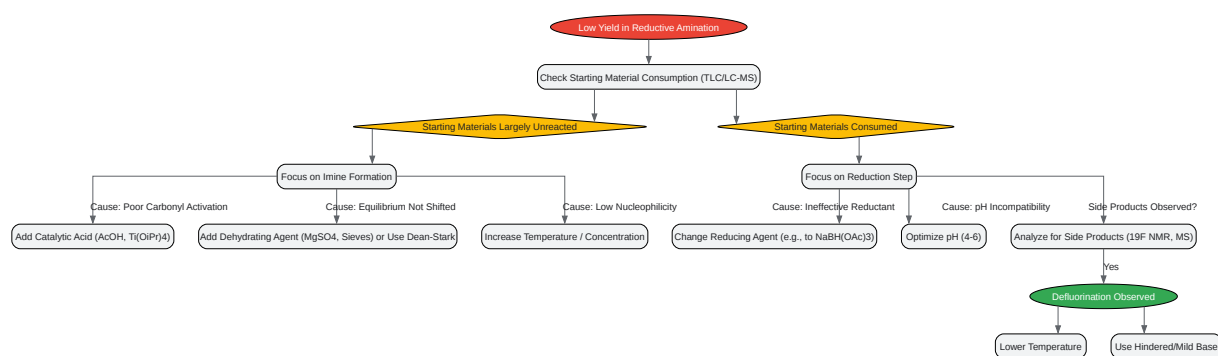 Low Yield in Reductive Amination
Check Starting Material Consumption (TLC/LC-MS)
Starting Materials Largely Unreacted
Starting Materials Consumed
Focus on Imine Formation
Focus on Reduction Step
Cause: Poor Carbonyl Activation
Cause: Equilibrium Not Shifted
Cause: Low Nucleophilicity
Cause: Ineffective Reductant
Cause: pH Incompatibility
Side Products Observed?
Add Catalytic Acid (AcOH, Ti(OiPr)4)
Add Dehydrating Agent (MgSO4, Sieves) or Use Dean-Stark
Increase Temperature / Concentration
Change Reducing Agent (e.g., to NaBH(OAc)3)
Optimize pH (4-6)
Analyze for Side Products (19F NMR, MS)
Yes
Defluorination Observed
Lower Temperature
Use Hindered/Mild Base